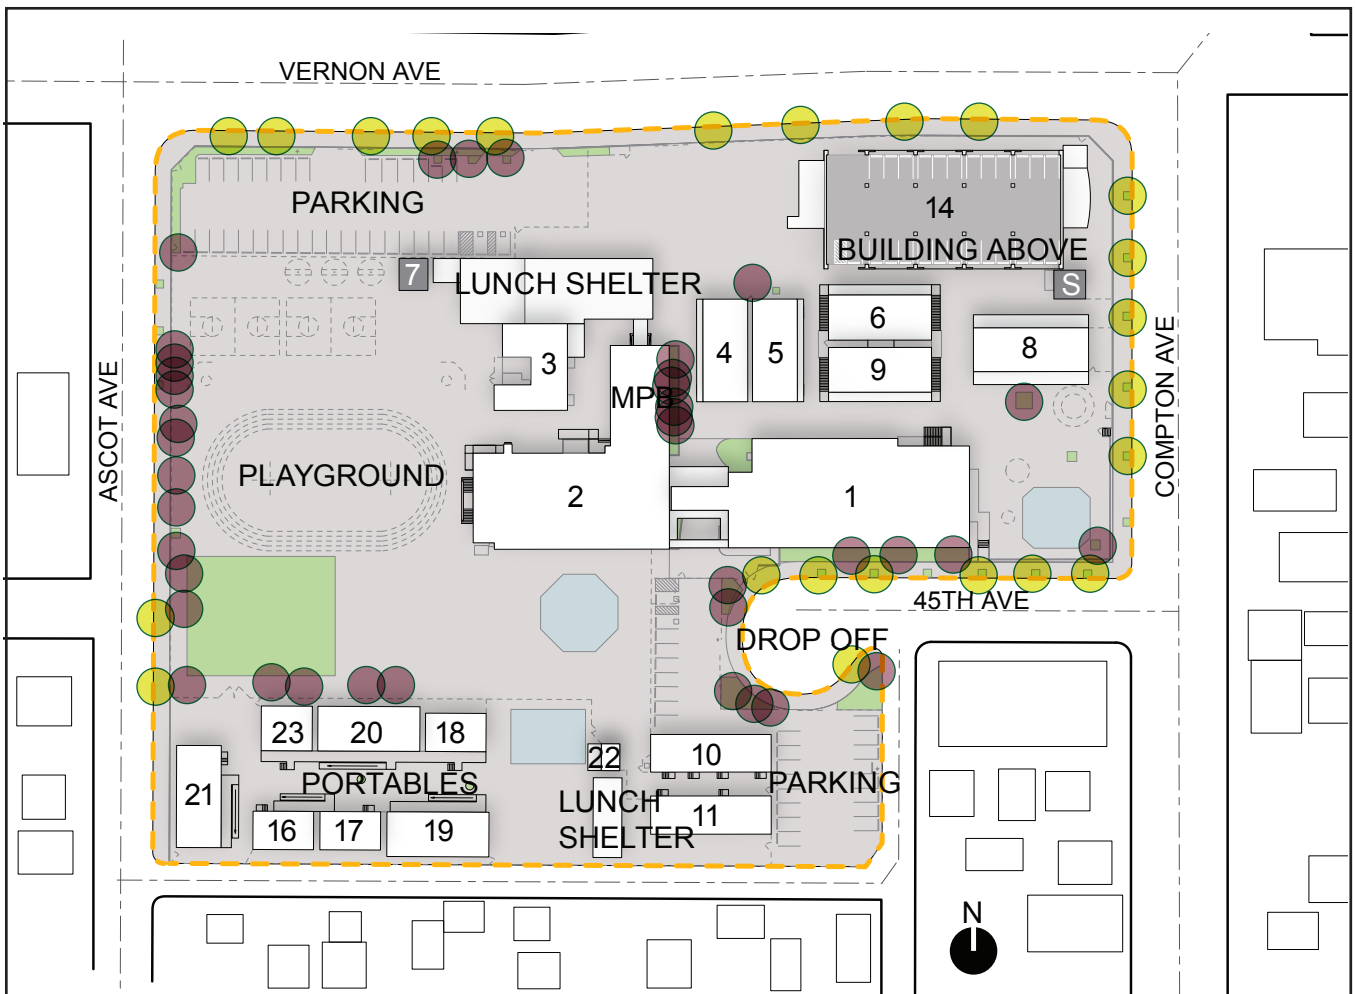 VERNON AVE
PARKING
14
BUILDING ABOVE
7
LUNCH SHELTER
S
6
4
5
8
3
9
MPB
ASCOT AVE
COMPTON AVE
PLAYGROUND
2
1
45TH AVE
DROP OFF
23
20
18
22
10
PORTABLES
PARKING
21
LUNCH
SHELTER
11
16
17
19
N